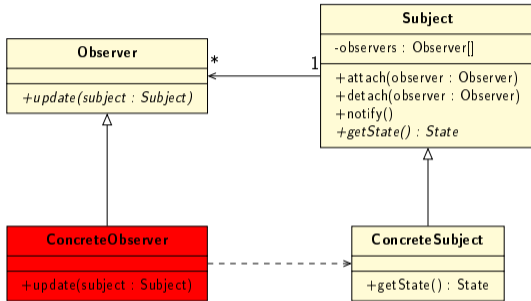 Observer
+update(subject : Subject)
*
1
Subject
-observers : Observer[]
+attach(observer : Observer)
+detach(observer : Observer)
+notify()
+getState() : State
ConcreteObserver
+update(subject : Subject)
ConcreteSubject
+getState() : State